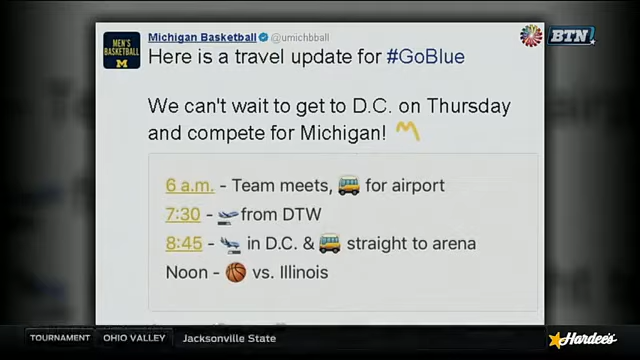 MEN'S
BASKETBALL
M
Michigan Basketball @umichbball
BTN
Here is a travel update for #GoBlue
We can't wait to get to D.C. on Thursday
and compete for Michigan!
6 a.m. - Team meets, 🚌 for airport
7:30 - 🛫 from DTW
8:45 - 🛬 in D.C. & 🚌 straight to arena
Noon - 🏀 vs. Illinois
TOURNAMENT OHIO VALLEY Jacksonville State
Hardee's